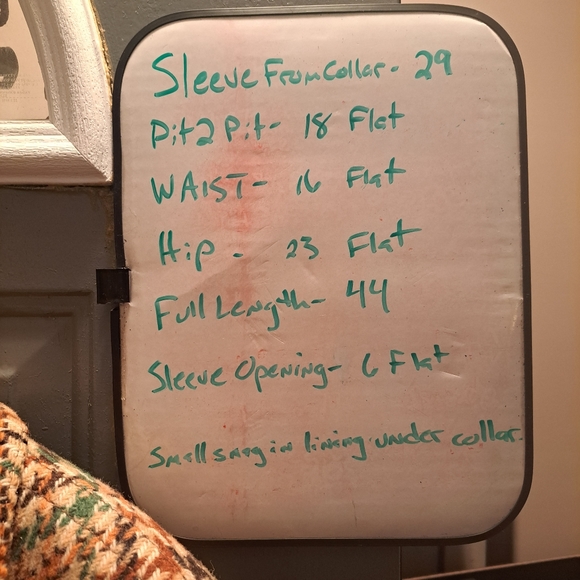 Sleeve From Collar - 29
Pit 2 Pit - 18 Flat
WAIST - 16 Flat
Hip - 23 Flat
Full Length - 44
Sleeve Opening - 6 Flat
Small snag in lining under collar.